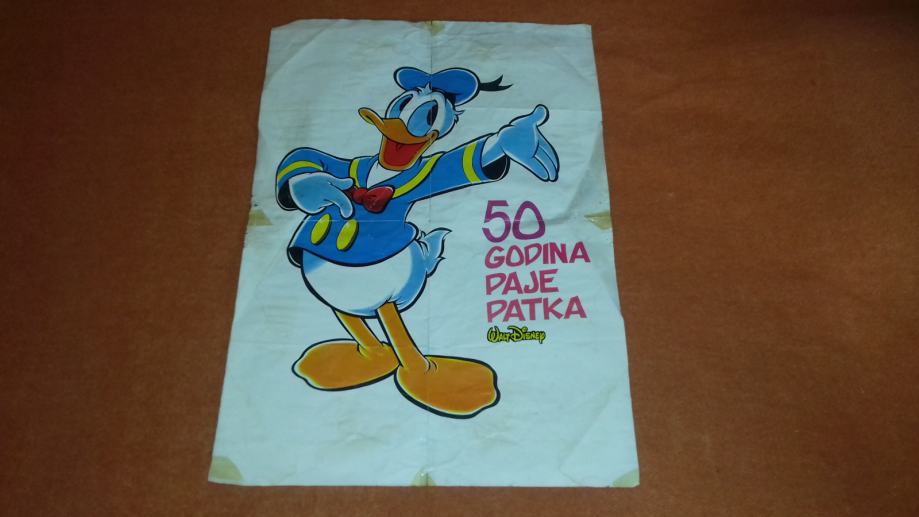 50
GODINA
PAJE
PATKA
Walt Disney